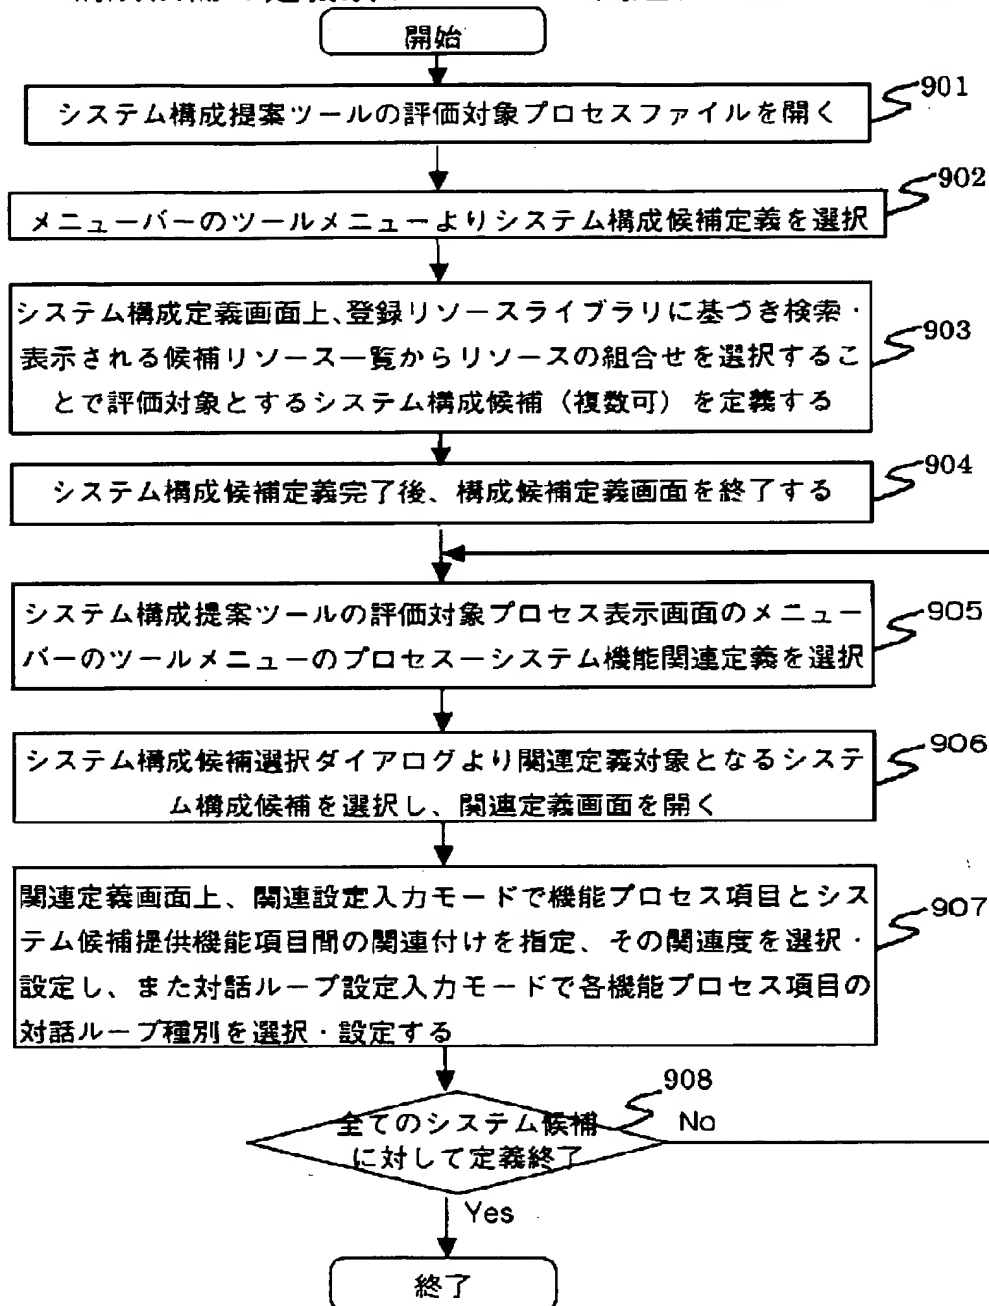 開始
システム構成提案ツールの評価対象プロセスファイルを開く
901
メニューバーのツールメニューよりシステム構成候補定義を選択
902
システム構成定義画面上、登録リソースライブラリに基づき検索・
表示される候補リソース一覧からリソースの組合せを選択するこ
とで評価対象とするシステム構成候補（複数可）を定義する
903
システム構成候補定義完了後、構成候補定義画面を終了する
904
システム構成提案ツールの評価対象プロセス表示画面のメニュー
バーのツールメニューのプロセスーシステム機能関連定義を選択
905
システム構成候補選択ダイアログより関連定義対象となるシステ
ム構成候補を選択し、関連定義画面を開く
906
関連定義画面上、関連設定入力モードで機能プロセス項目とシス
テム候補提供機能項目間の関連付けを指定、その関連度を選択・
設定し、また対話ループ設定入力モードで各機能プロセス項目の
対話ループ種別を選択・設定する
907
全てのシステム候補
に対して定義終了
908
No
Yes
終了